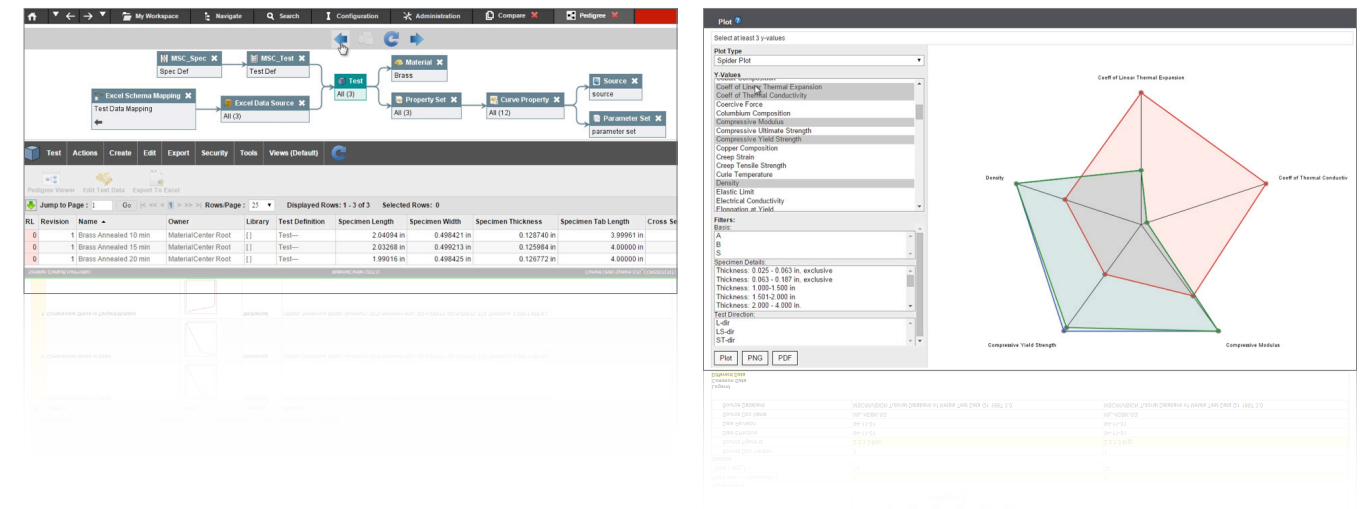 My Workspace Navigate Search Configuration Administration Compare Pedigree
MSC_Spec
Spec Def
MSC_Test
Test Def
Material
Brass
Test
All (3)
Source
source
Excel Schema Mapping
Test Data Mapping
Excel Data Source
All (3)
Property Set
All (3)
Curve Property
All (12)
Parameter Set
parameter set
Test Actions Create Edit Export Security Tools Views (Default)
Pedigree Viewer Edit Test Data Export To Excel
Jump to Page : 1 Go |< << < 1 > >> >| Rows/Page : 25 Displayed Rows: 1 - 3 of 3 Selected Rows: 0
RL Revision Name Owner Library Test Definition Specimen Length Specimen Width Specimen Thickness Specimen Tab Length Cross Se
0 1 Brass Annealed 10 min MaterialCenter Root [ ] Test--- 2.04094 in 0.498421 in 0.128740 in 3.99961 in
0 1 Brass Annealed 15 min MaterialCenter Root [ ] Test--- 2.03268 in 0.499213 in 0.125984 in 4.00000 in
0 1 Brass Annealed 20 min MaterialCenter Root [ ] Test--- 1.99016 in 0.498425 in 0.126772 in 4.00000 in
Plot ?
Select at least 3 y-values
Plot Type
Spider Plot
Y-Values
Cobalt Composition
Coeff of Linear Thermal Expansion
Coeff of Thermal Conductivity
Coercive Force
Columbium Composition
Compressive Modulus
Compressive Ultimate Strength
Compressive Yield Strength
Copper Composition
Creep Strain
Creep Tensile Strength
Curie Temperature
Density
Elastic Limit
Electrical Conductivity
Elongation at Yield
Filters:
Basis:
A
B
S
Specimen Details:
Thickness: 0.025 - 0.063 in, exclusive
Thickness: 0.063 - 0.187 in, exclusive
Thickness: 1.000-1.500 in
Thickness: 1.501-2.000 in
Thickness: 2.000 - 4.000 in.
Test Direction:
L-dir
LS-dir
ST-dir
Plot PNG PDF
Coeff of Linear Thermal Expansion
Density
Coeff of Thermal Conductiv
Compressive Yield Strength
Compressive Modulus